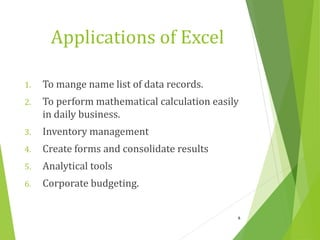 Applications of Excel
1. To mange name list of data records.
2. To perform mathematical calculation easily
in daily business.
3. Inventory management
4. Create forms and consolidate results
5. Analytical tools
6. Corporate budgeting.